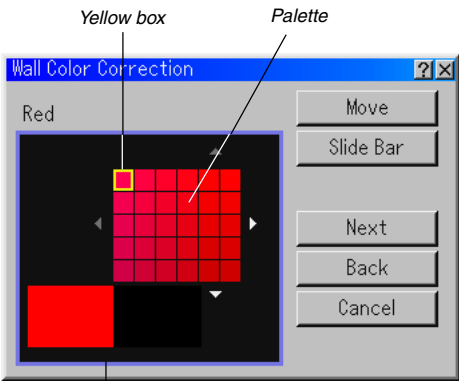 Yellow box
Palette
Wall Color Correction
?
Red
Move
Slide Bar
Next
Back
Cancel